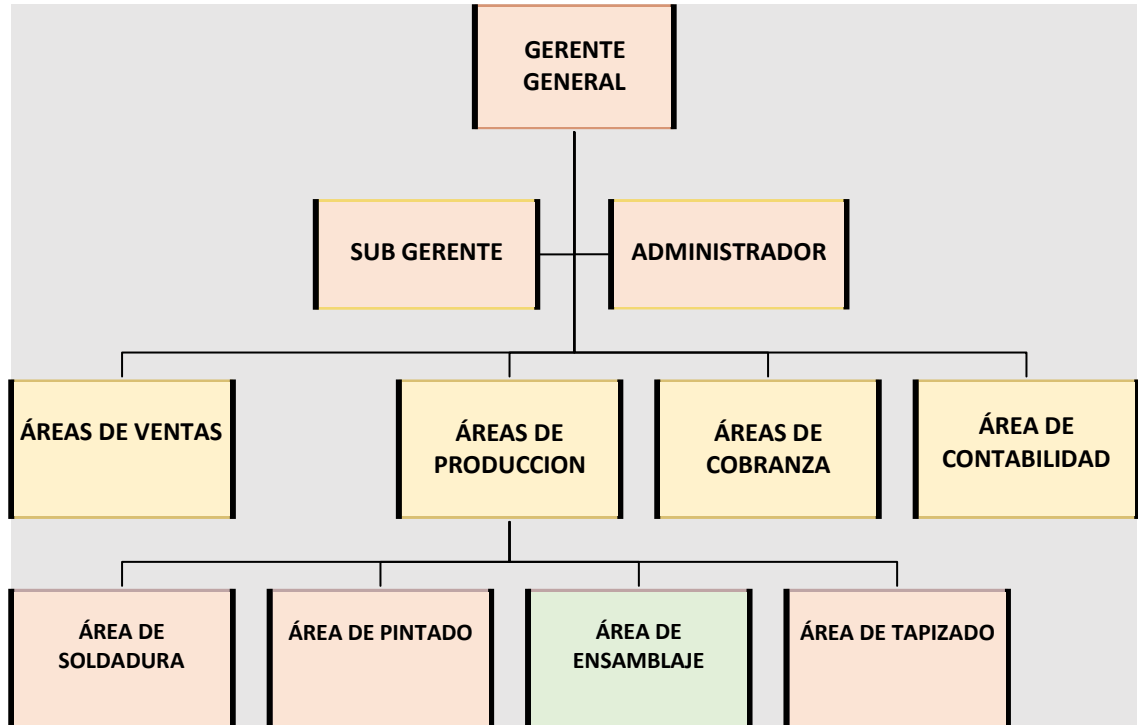 GERENTE
GENERAL
SUB GERENTE
ADMINISTRADOR
ÁREAS DE VENTAS
ÁREAS DE
PRODUCCION
ÁREAS DE
COBRANZA
ÁREA DE
CONTABILIDAD
ÁREA DE
SOLDADURA
ÁREA DE PINTADO
ÁREA DE
ENSAMBLAJE
ÁREA DE TAPIZADO